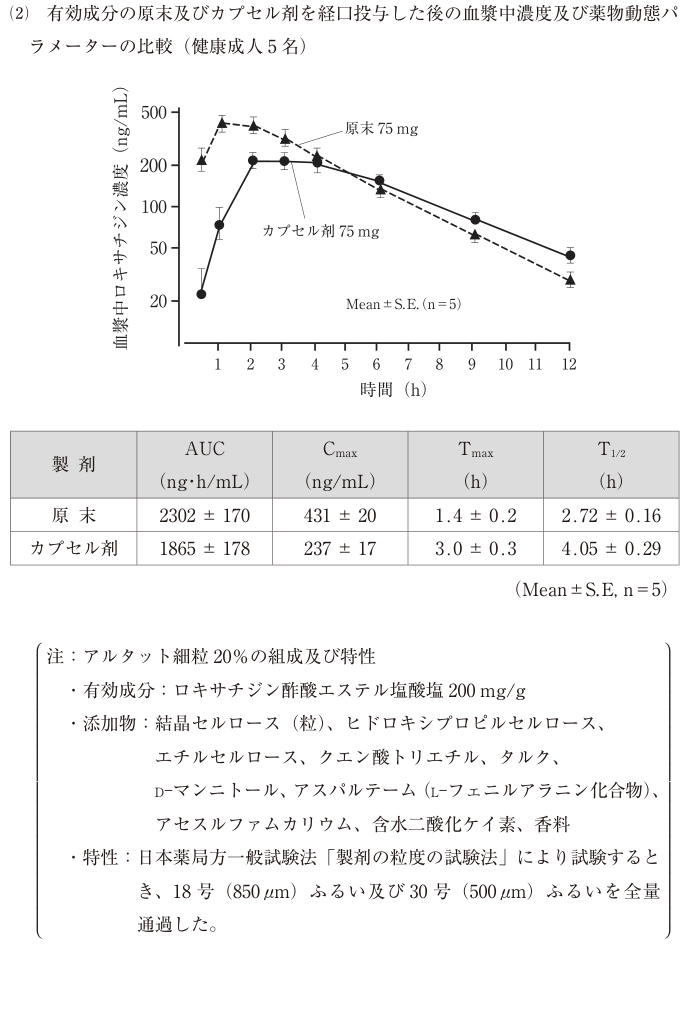 (2) 有効成分の原末及びカプセル剤を経口投与した後の血漿中濃度及び薬物動態パ
ラメーターの比較（健康成人5名）
血漿中ロキサチジン濃度（ng/mL）
500
200
100
50
20
原末75 mg
カプセル剤75 mg
Mean±S.E.(n=5)
1 2 3 4 5 6 7 8 9 10 11 12
時間（h）
製 剤 AUC (ng·h/mL) Cmax (ng/mL) Tmax (h) T1/2 (h)
原 末 2302 ± 170 431 ± 20 1.4 ± 0.2 2.72 ± 0.16
カプセル剤 1865 ± 178 237 ± 17 3.0 ± 0.3 4.05 ± 0.29
（Mean±S.E, n=5）
注：アルタット細粒20%の組成及び特性
・有効成分：ロキサチジン酢酸エステル塩酸塩200 mg/g
・添加物：結晶セルロース（粒）、ヒドロキシプロピルセルロース、
エチルセルロース、クエン酸トリエチル、タルク、
D-マンニトール、アスパルテーム（L-フェニルアラニン化合物）、
アセスルファムカリウム、含水二酸化ケイ素、香料
・特性：日本薬局方一般試験法「製剤の粒度の試験法」により試験すると
き、18号（850μm）ふるい及び30号（500μm）ふるいを全量
通過した。